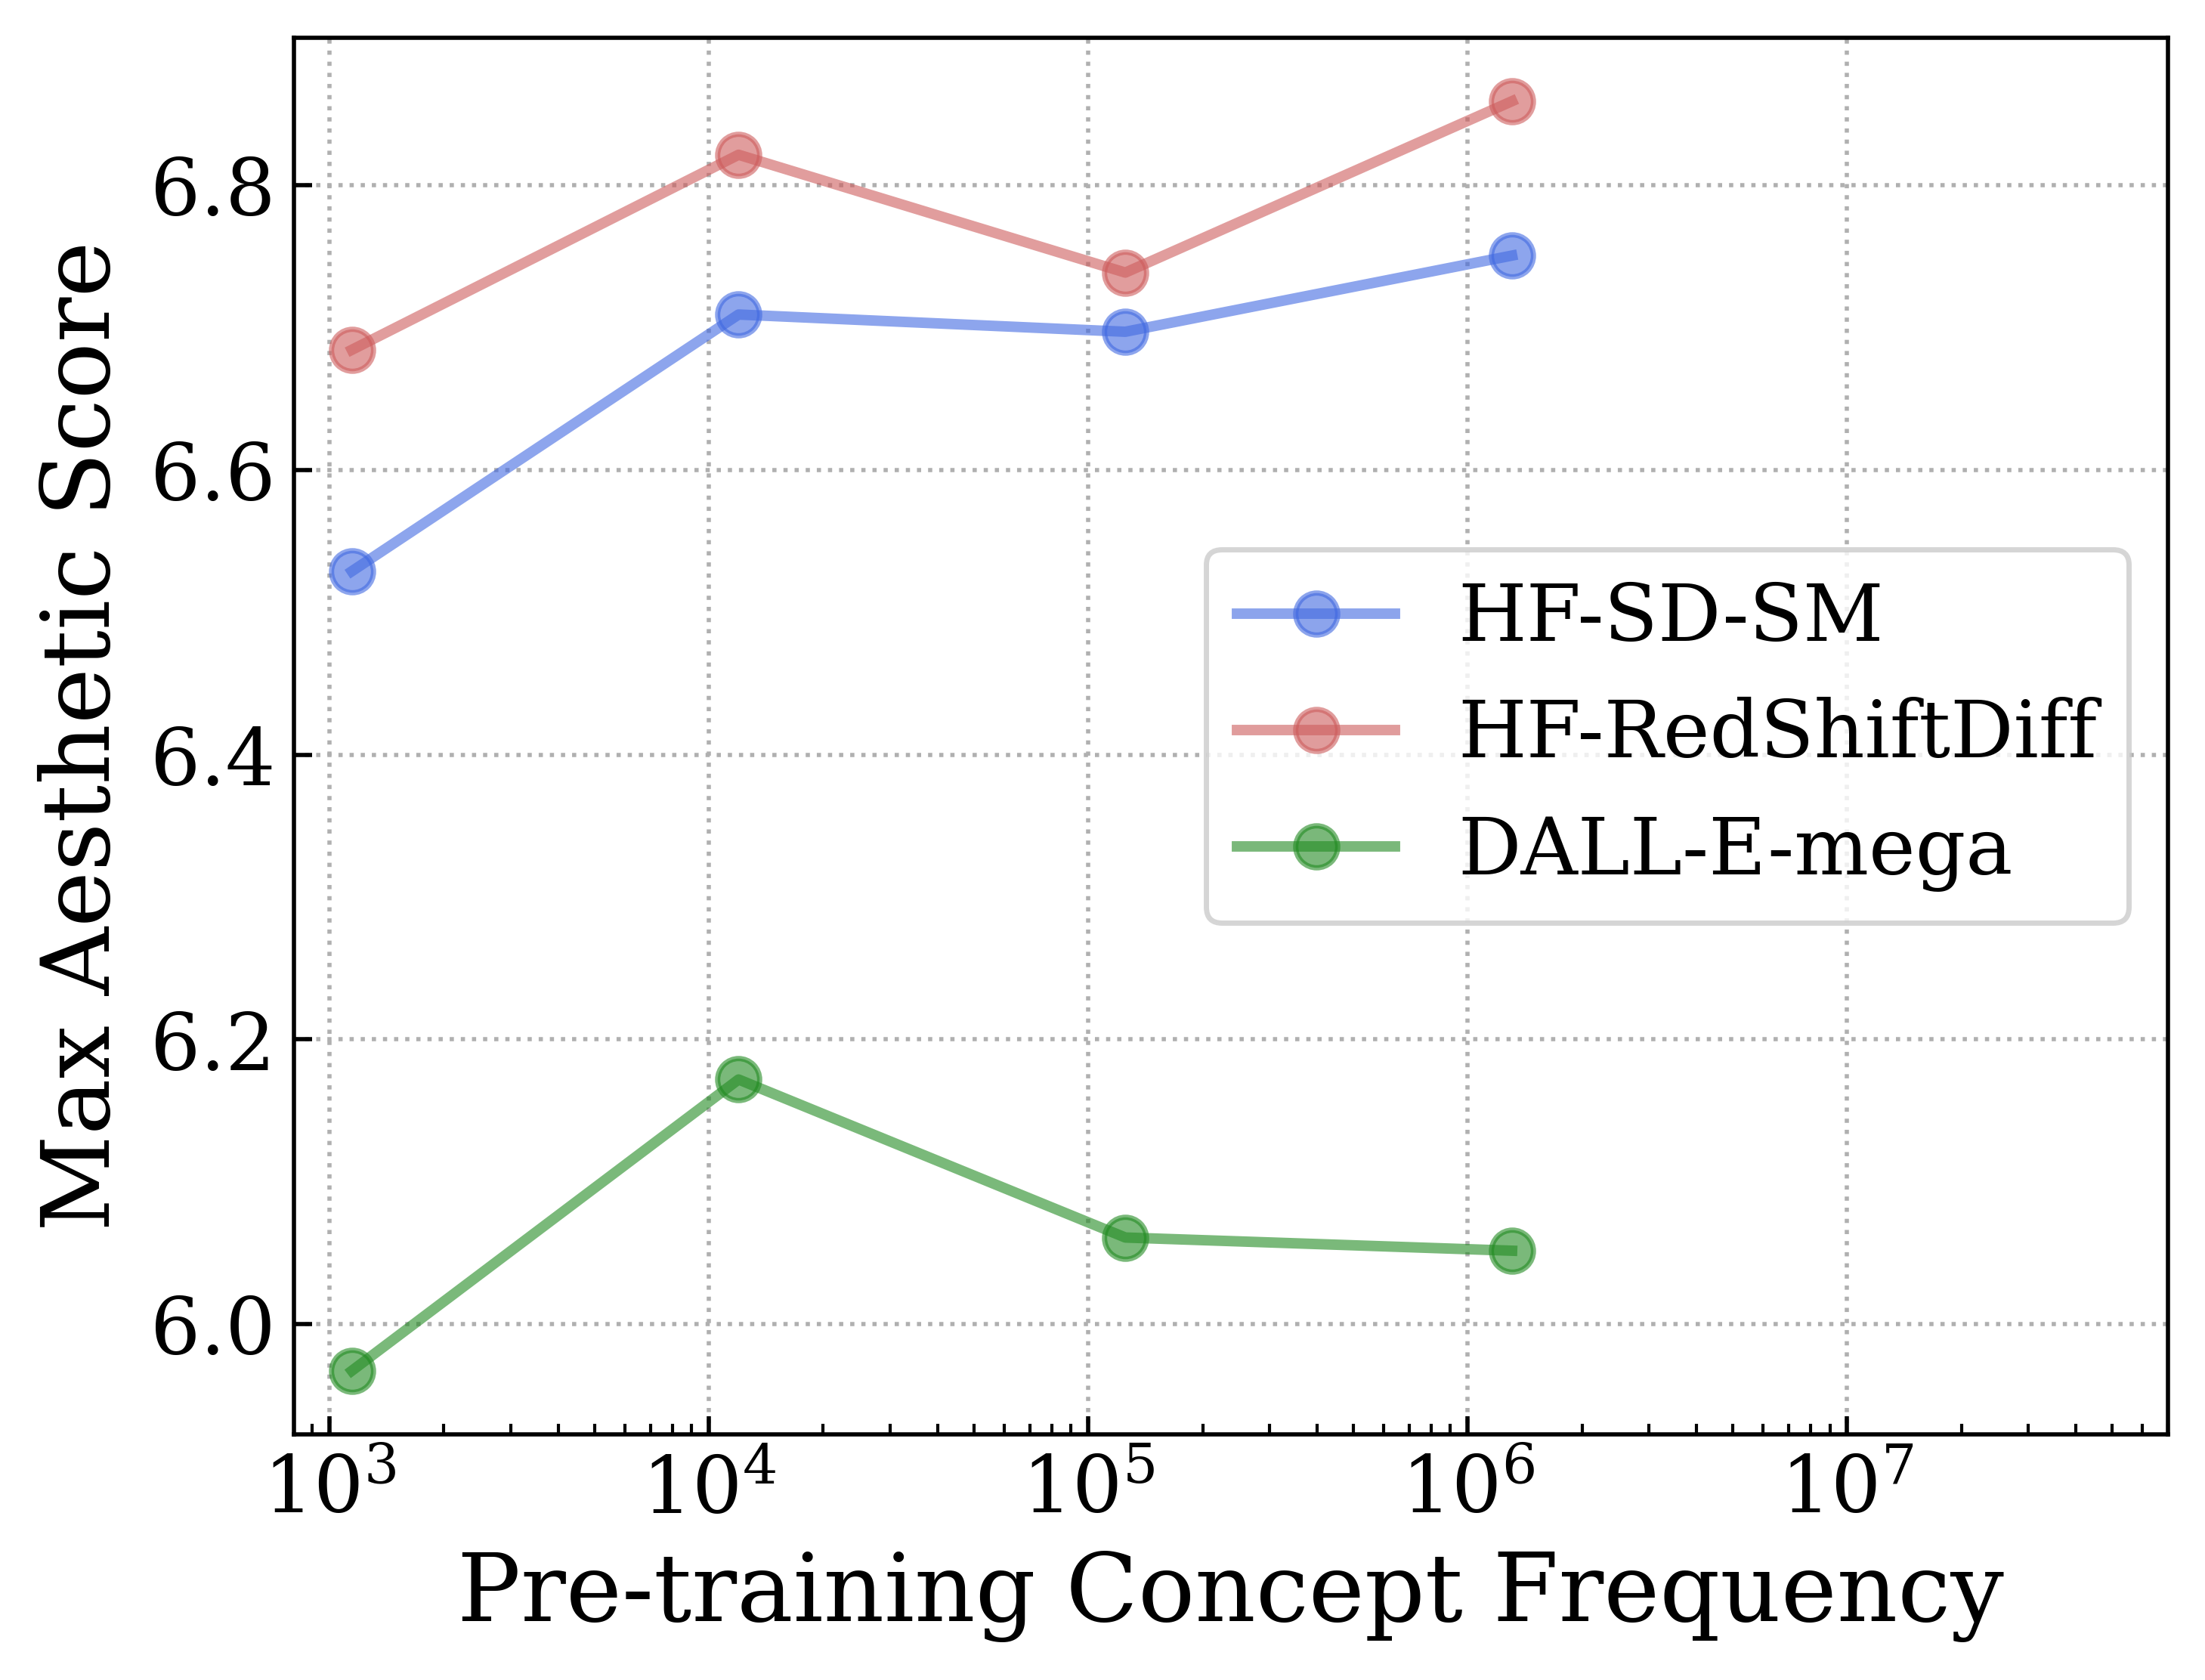 Max Aesthetic Score
6.8
6.6
6.4
6.2
6.0
HF-SD-SM
HF-RedShiftDiff
DALL-E-mega
10³ 10⁴ 10⁵ 10⁶ 10⁷
Pre-training Concept Frequency